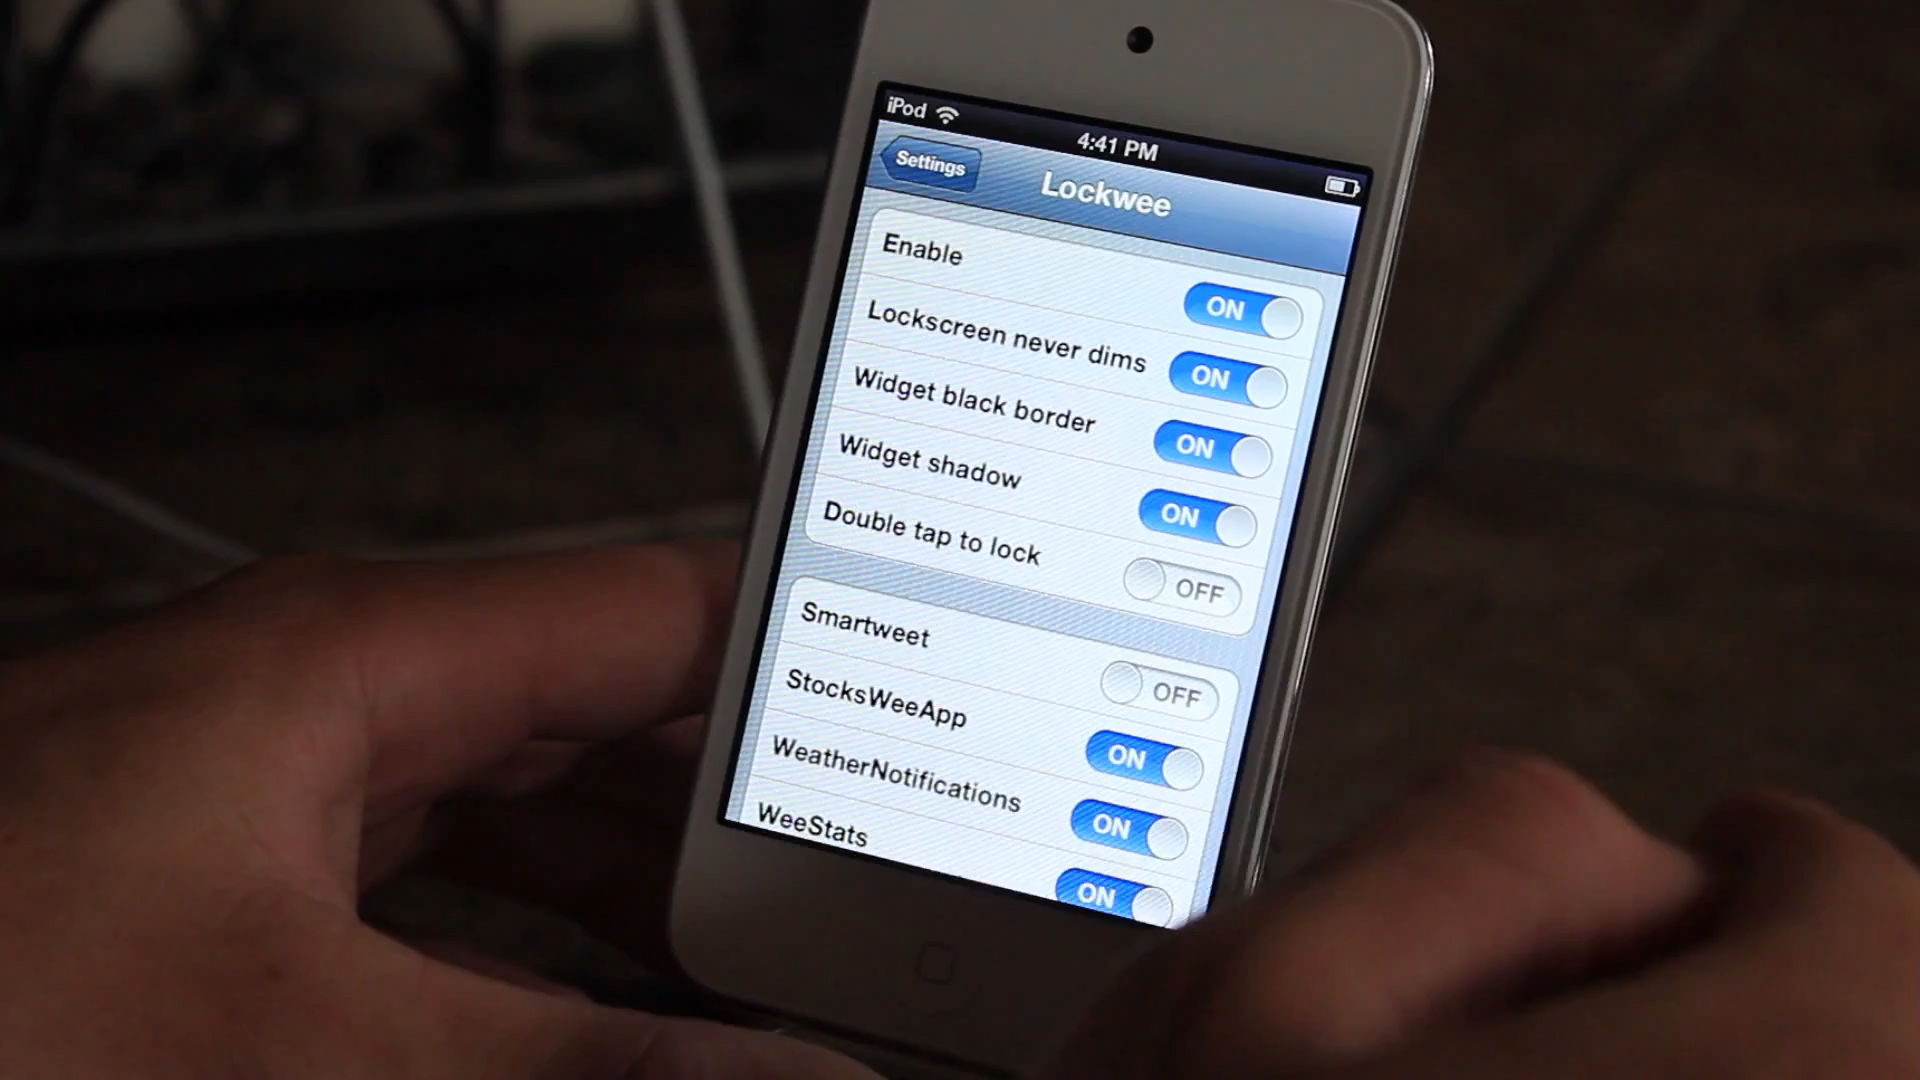 iPod
4:41 PM
Settings
Lockwee
Enable
ON
Lockscreen never dims
ON
Widget black border
ON
Widget shadow
ON
Double tap to lock
OFF
Smartweet
OFF
StocksWeeApp
ON
WeatherNotifications
ON
WeeStats
ON